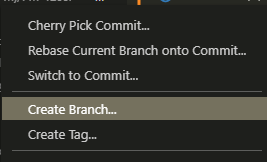 Cherry Pick Commit...
Rebase Current Branch onto Commit...
Switch to Commit...
Create Branch...
Create Tag...